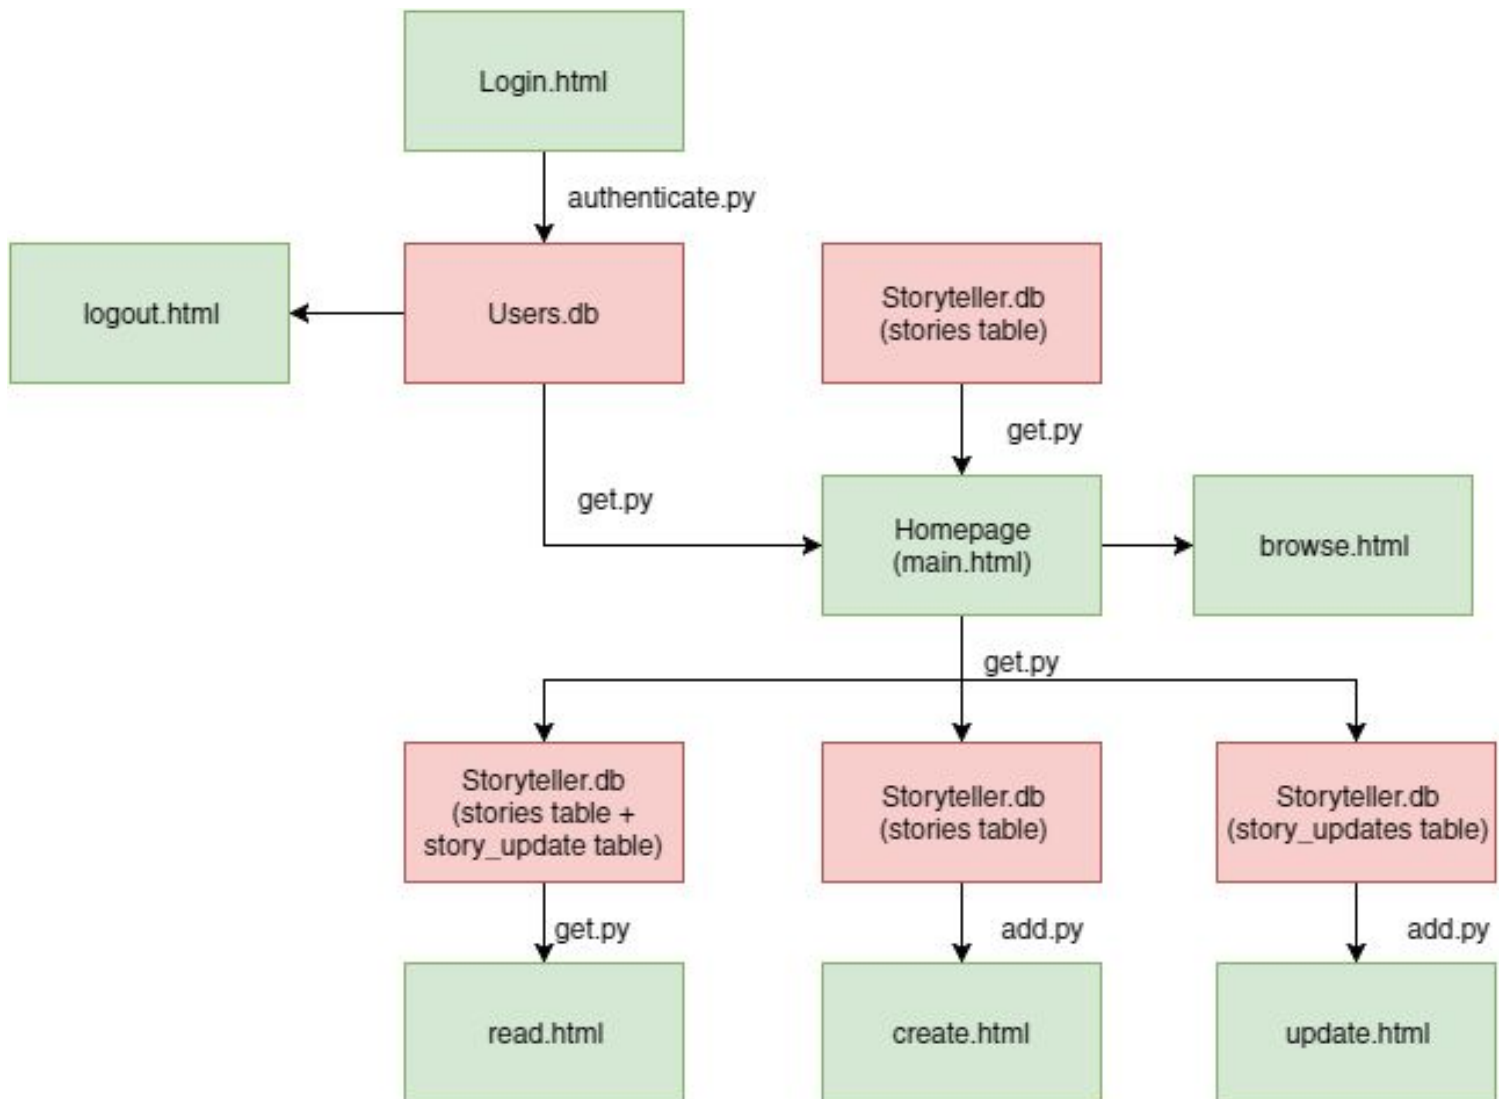 Login.html
authenticate.py
logout.html
Users.db
Storyteller.db
(stories table)
get.py
get.py
Homepage
(main.html)
browse.html
get.py
Storyteller.db
(stories table +
story_update table)
Storyteller.db
(stories table)
Storyteller.db
(story_updates table)
get.py
add.py
add.py
read.html
create.html
update.html